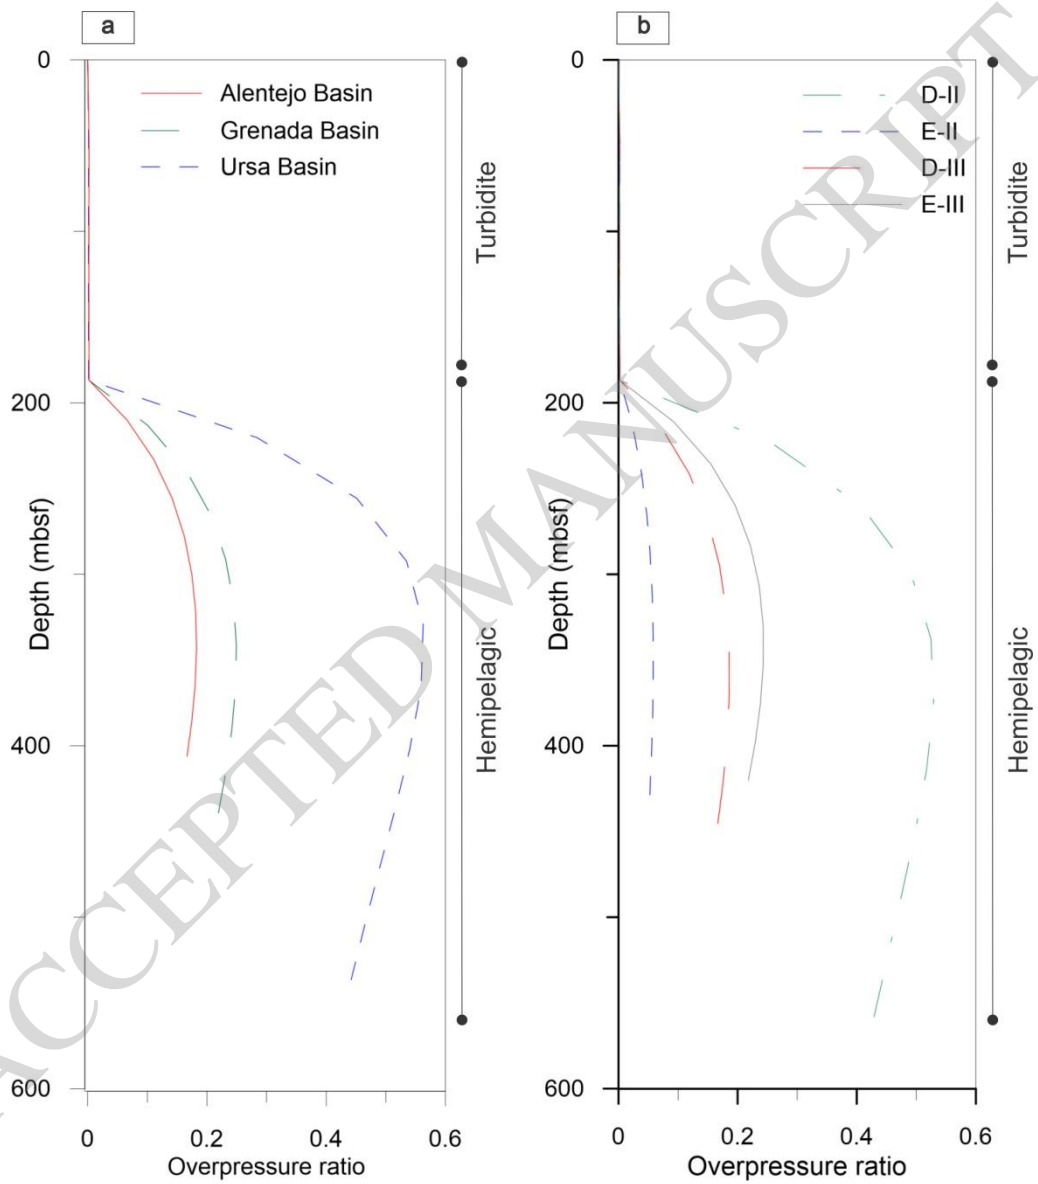 a
0
200
400
600
Depth (mbsf)
Alentejo Basin
Grenada Basin
Ursa Basin
Turbidite
Hemipelagic
0
0.2
0.4
0.6
Overpressure ratio
b
0
200
400
600
Depth (mbsf)
D-II
E-II
D-III
E-III
Turbidite
Hemipelagic
0
0.2
0.4
0.6
Overpressure ratio
ACCEPTED MANUSCRIPT